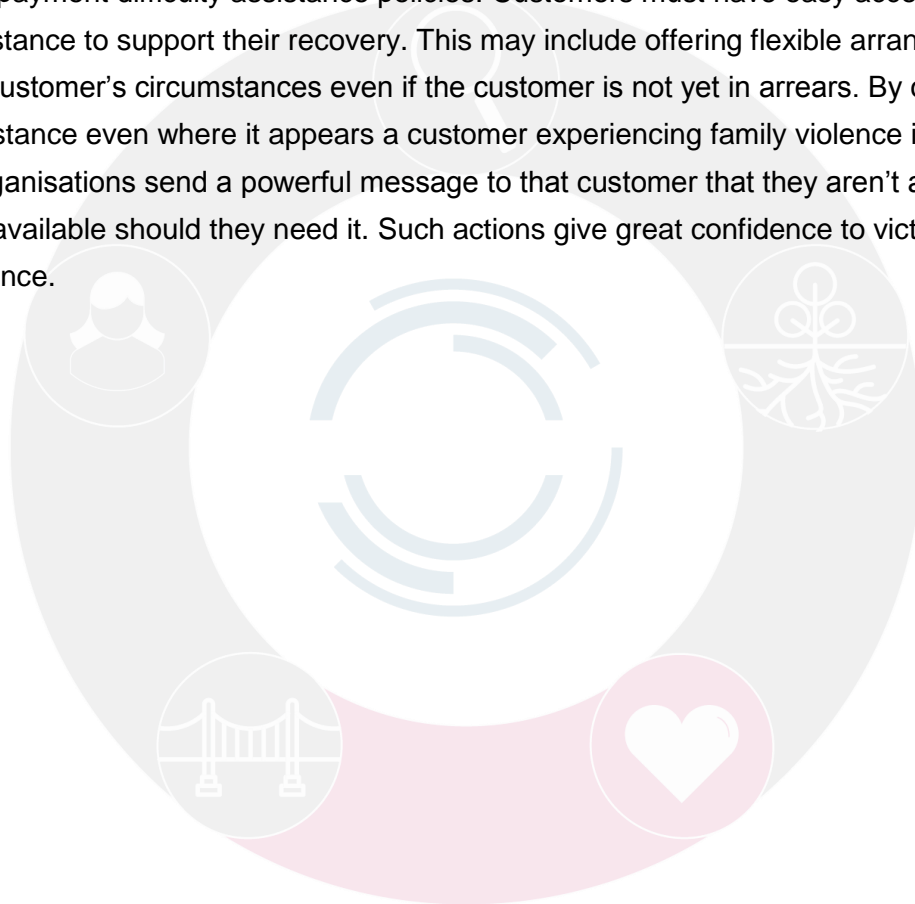 payment difficulty assistance policies. Customers must have easy acce
stance to support their recovery. This may include offering flexible arran
ustomer's circumstances even if the customer is not yet in arrears. By o
stance even where it appears a customer experiencing family violence i
ganisations send a powerful message to that customer that they aren't a
available should they need it. Such actions give great confidence to vict
nce.